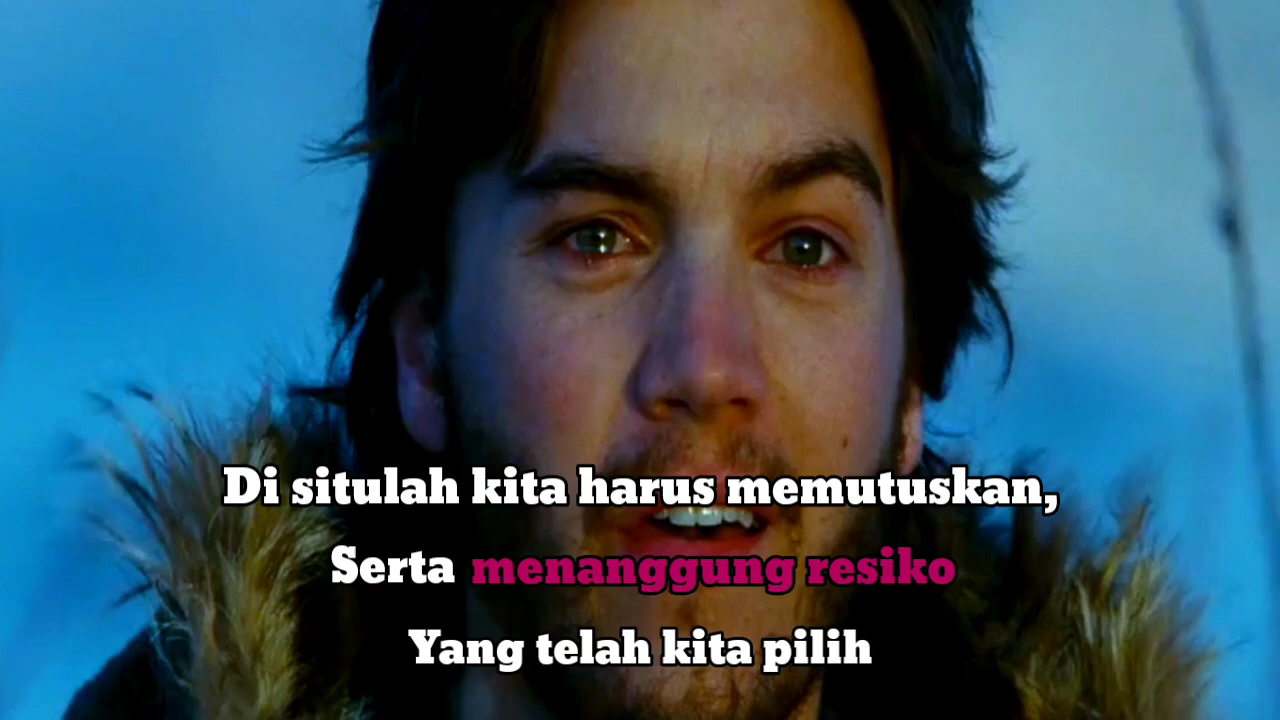 Di situlah kita harus memutuskan,
Serta menanggung resiko
Yang telah kita pilih